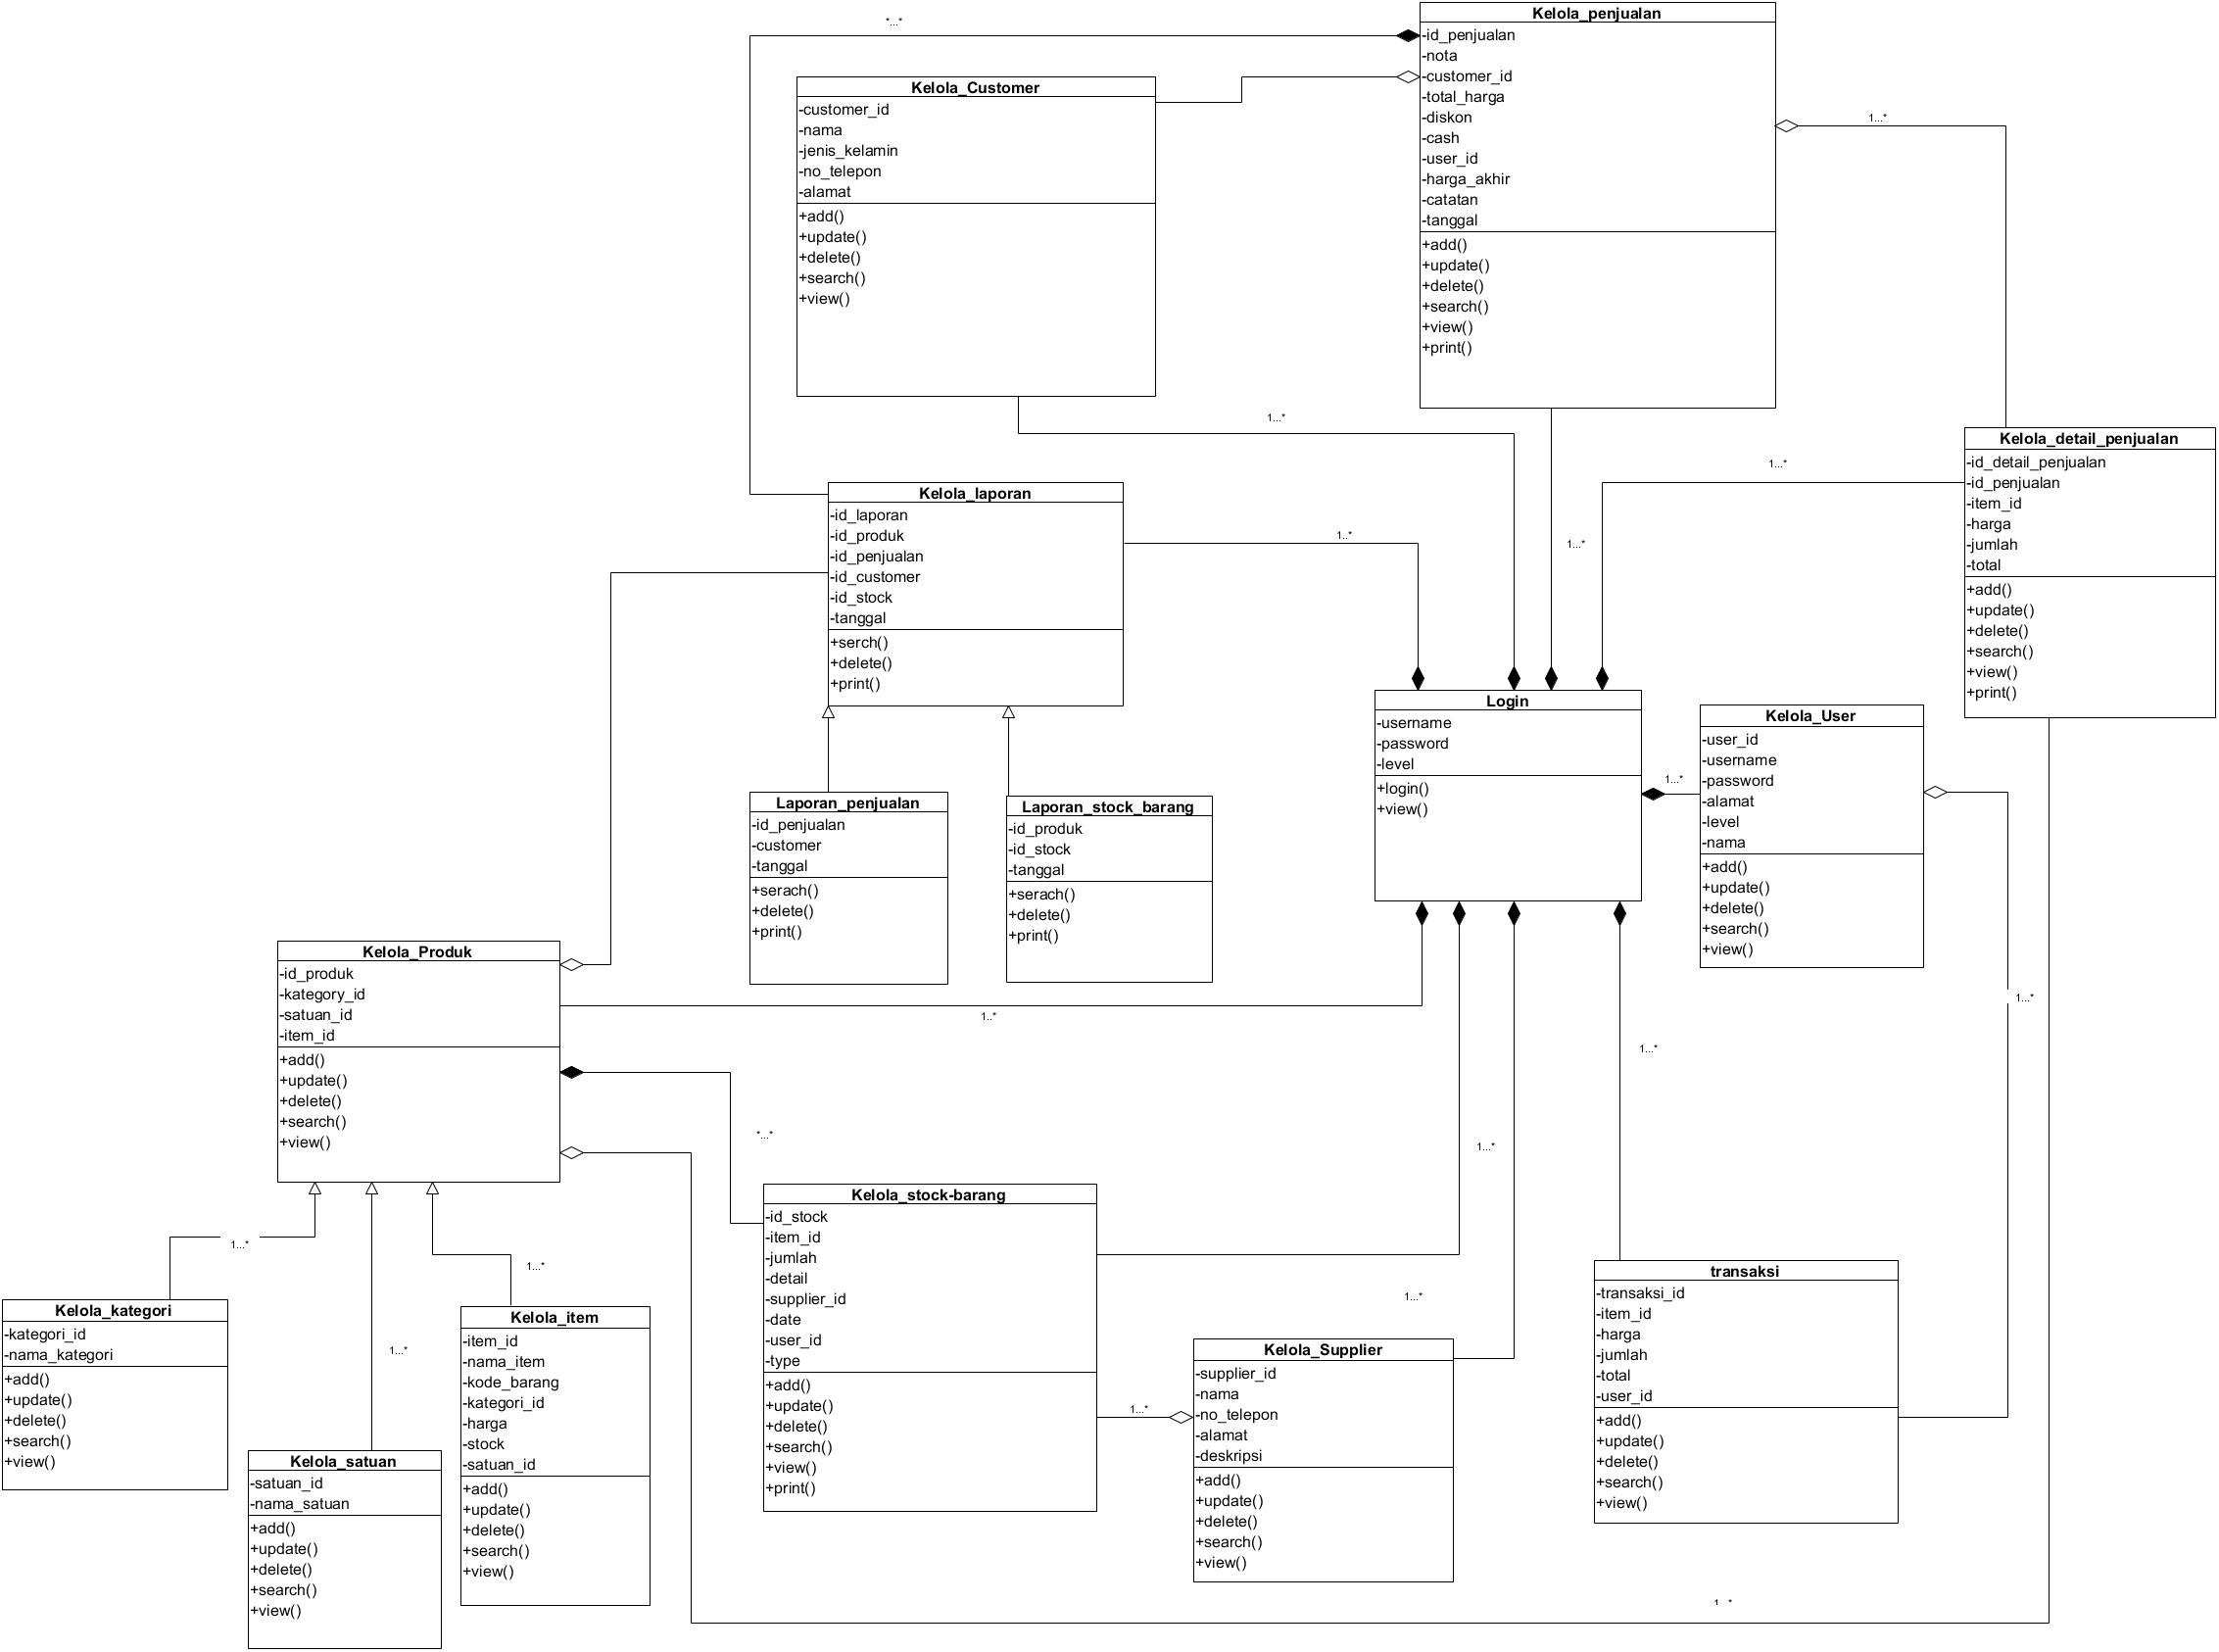 *...*
Kelola_penjualan
-id_penjualan
-nota
-customer_id
-total_harga
-diskon
-cash
-user_id
-harga_akhir
-catatan
-tanggal
+add()
+update()
+delete()
+search()
+view()
+print()
Kelola_Customer
-customer_id
-nama
-jenis_kelamin
-no_telepon
-alamat
+add()
+update()
+delete()
+search()
+view()
1...*
1...*
Kelola_detail_penjualan
-id_detail_penjualan
-id_penjualan
-item_id
-harga
-jumlah
-total
+add()
+update()
+delete()
+search()
+view()
+print()
1...*
1...*
1..*
Kelola_laporan
-id_laporan
-id_produk
-id_penjualan
-id_customer
-id_stock
-tanggal
+serch()
+delete()
+print()
Login
-username
-password
-level
+login()
+view()
1...*
Kelola_User
-user_id
-username
-password
-alamat
-level
-nama
+add()
+update()
+delete()
+search()
+view()
Laporan_penjualan
-id_penjualan
-customer
-tanggal
+serach()
+delete()
+print()
Laporan_stock_barang
-id_produk
-id_stock
-tanggal
+serach()
+delete()
+print()
Kelola_Produk
-id_produk
-kategory_id
-satuan_id
-item_id
+add()
+update()
+delete()
+search()
+view()
1..*
1...*
1...*
*...*
1...*
1...*
1...*
1...*
1...*
Kelola_stock-barang
-id_stock
-item_id
-jumlah
-detail
-supplier_id
-date
-user_id
-type
+add()
+update()
+delete()
+search()
+view()
+print()
1...*
Kelola_Supplier
-supplier_id
-nama
-no_telepon
-alamat
-deskripsi
+add()
+update()
+delete()
+search()
+view()
transaksi
-transaksi_id
-item_id
-harga
-jumlah
-total
-user_id
+add()
+update()
+delete()
+search()
+view()
Kelola_kategori
-kategori_id
-nama_kategori
+add()
+update()
+delete()
+search()
+view()
Kelola_satuan
-satuan_id
-nama_satuan
+add()
+update()
+delete()
+search()
+view()
Kelola_item
-item_id
-nama_item
-kode_barang
-kategori_id
-harga
-stock
-satuan_id
+add()
+update()
+delete()
+search()
+view()
1...*